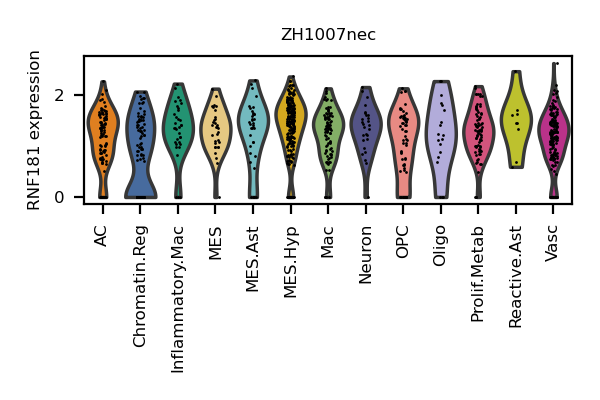 ZH1007nec
RNF181 expression
2
0
AC
Chromatin.Reg
Inflammatory.Mac
MES
MES.Ast
MES.Hyp
Mac
Neuron
OPC
Oligo
Prolif.Metab
Reactive.Ast
Vasc